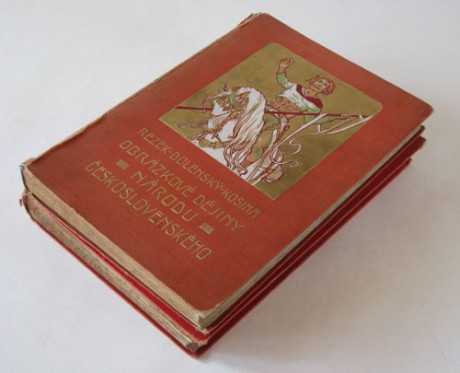 REZEK·DOLENSKÝ·KOSINA
OBRÁZKOVÉ DĚJINY
NÁRODU
ČESKOSLOVENSKÉHO